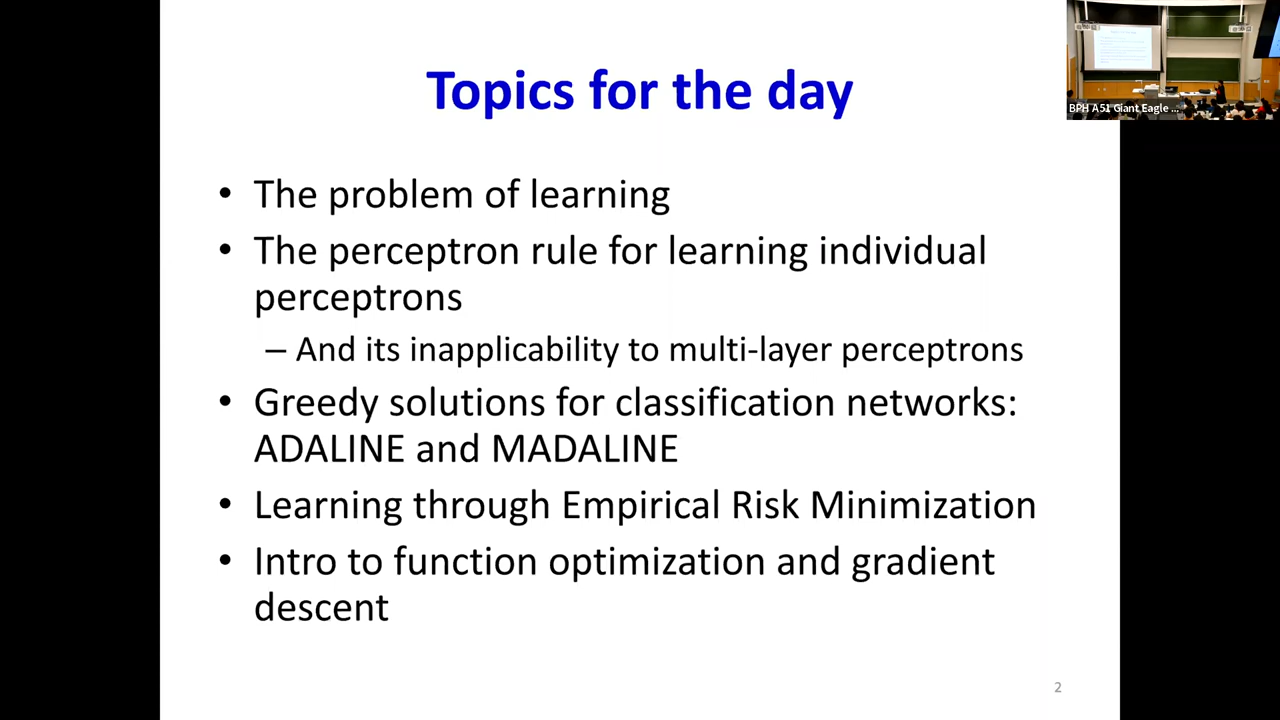 Topics for the day
• The problem of learning
• The perceptron rule for learning individual
perceptrons
– And its inapplicability to multi-layer perceptrons
• Greedy solutions for classification networks:
ADALINE and MADALINE
• Learning through Empirical Risk Minimization
• Intro to function optimization and gradient
descent
2
BPH A51 Giant Eagle ...